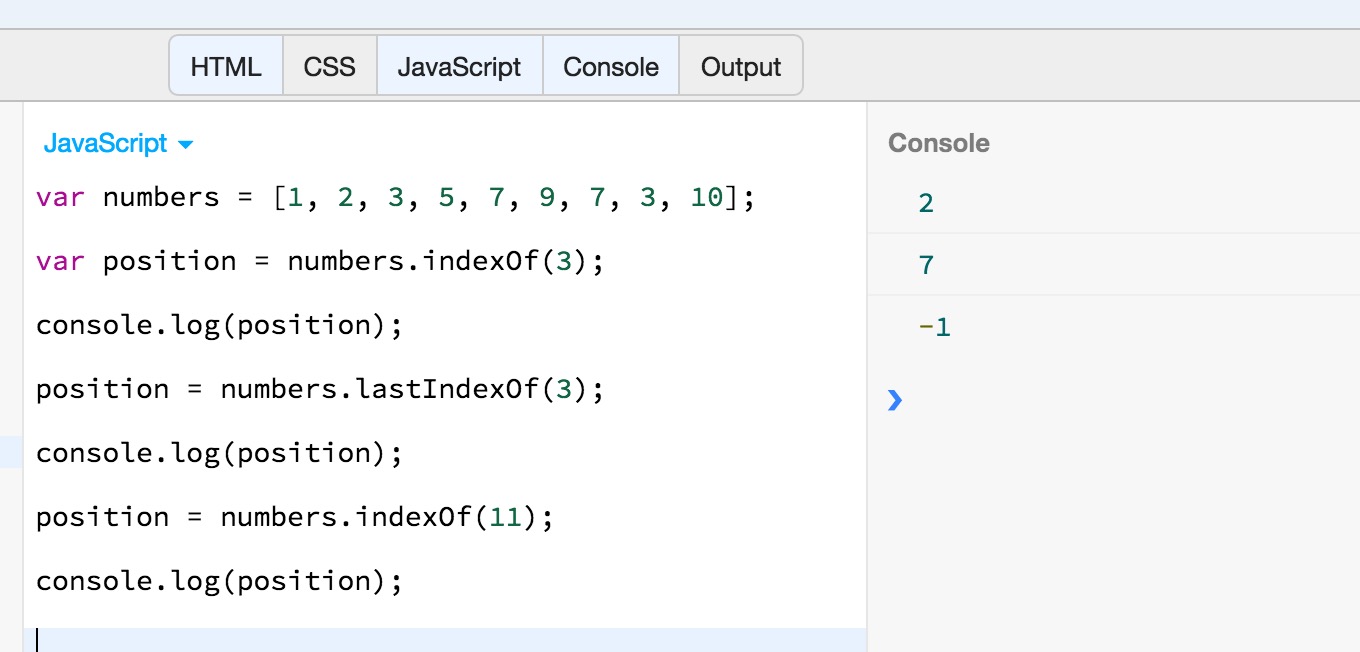 HTML CSS JavaScript Console Output
JavaScript
var numbers = [1, 2, 3, 5, 7, 9, 7, 3, 10];
var position = numbers.indexOf(3);
console.log(position);
position = numbers.lastIndexOf(3);
console.log(position);
position = numbers.indexOf(11);
console.log(position);
Console
2
7
-1